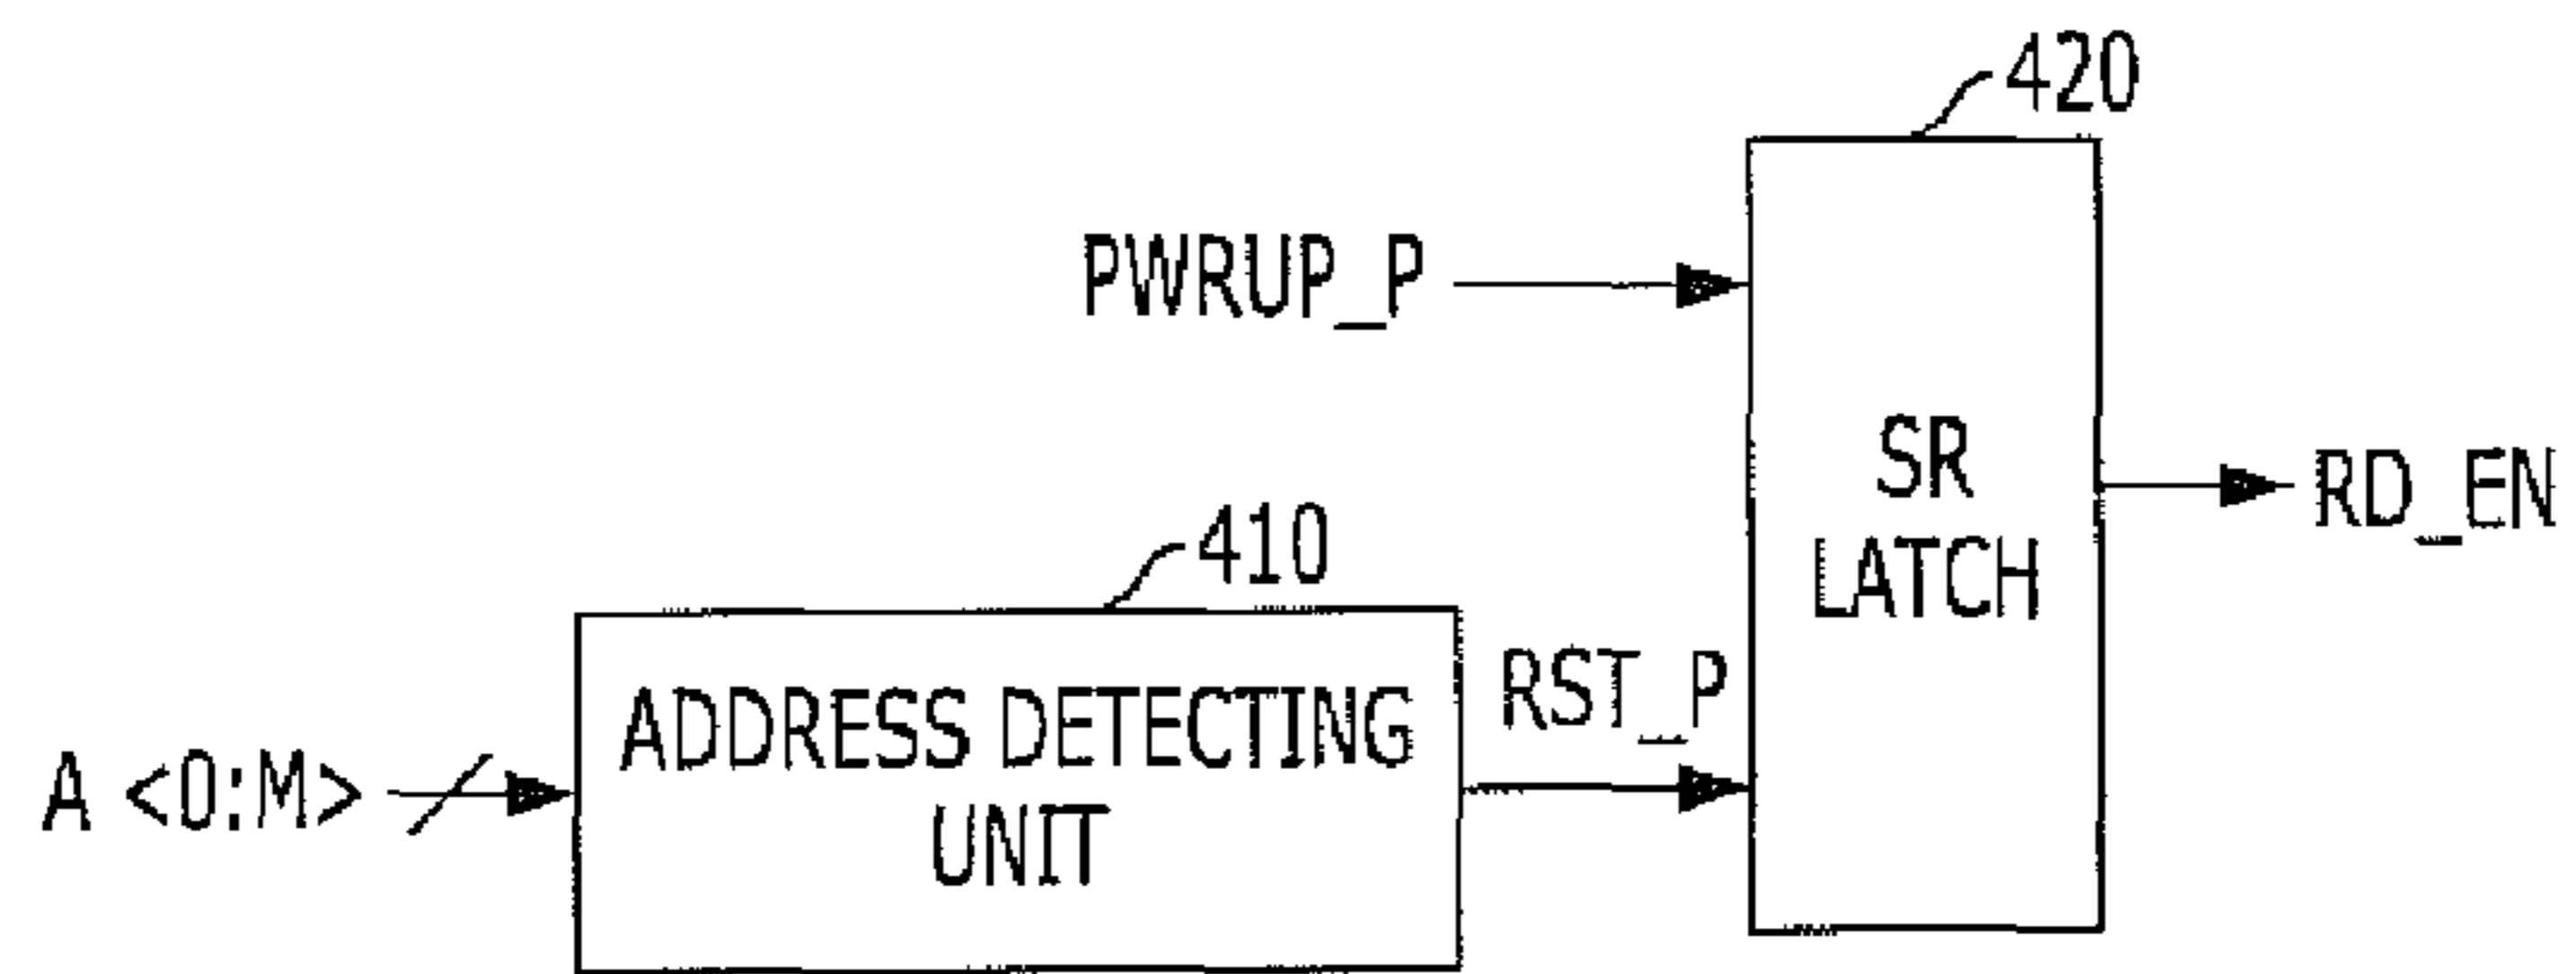 420
PWRUP_P
SR
LATCH
RD_EN
410
RST_P
A <0:M>
ADDRESS DETECTING
UNIT